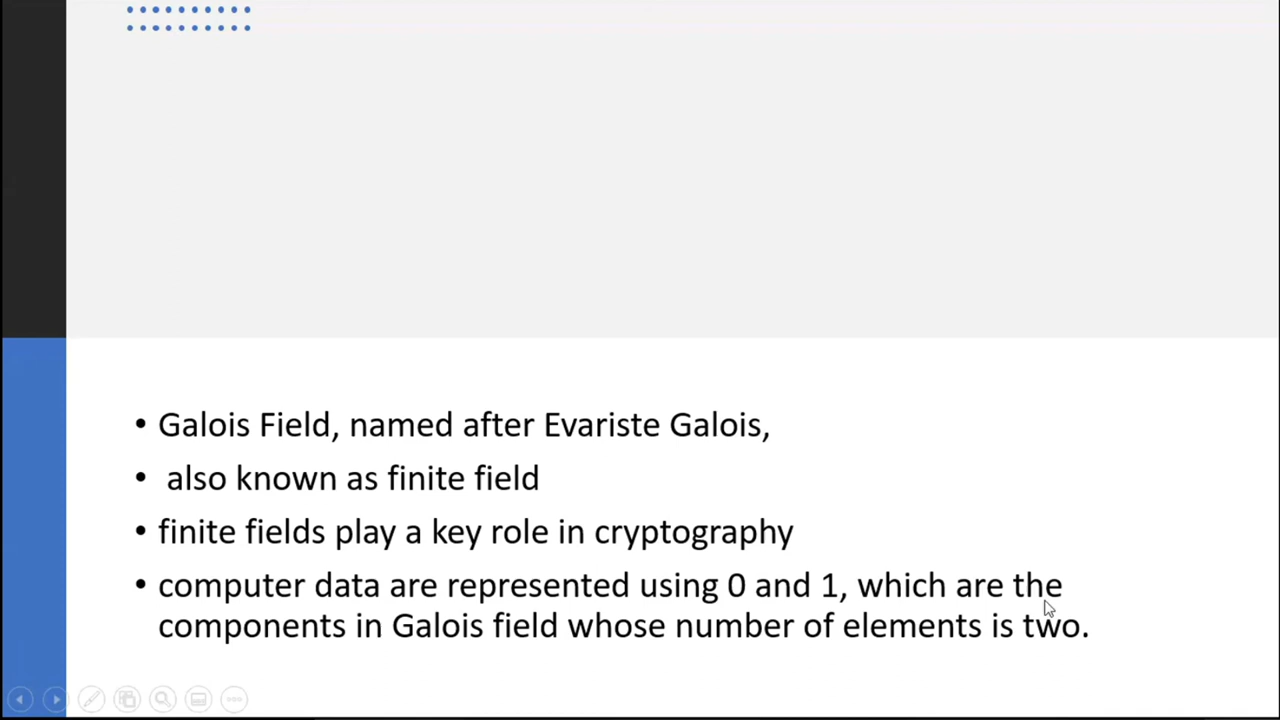 • Galois Field, named after Evariste Galois,
• also known as finite field
• finite fields play a key role in cryptography
• computer data are represented using 0 and 1, which are the
components in Galois field whose number of elements is two.